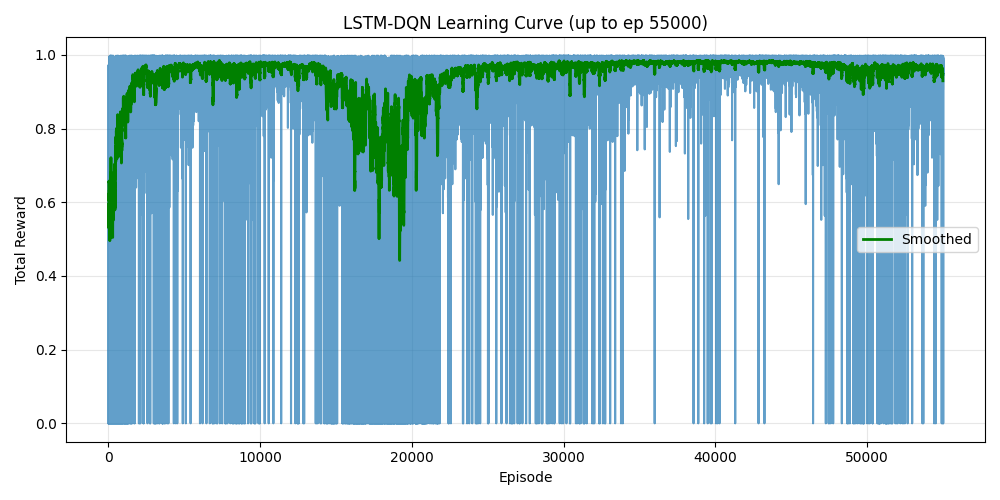 LSTM-DQN Learning Curve (up to ep 55000)
Total Reward
1.0
0.8
0.6
0.4
0.2
0.0
Smoothed
0 10000 20000 30000 40000 50000
Episode